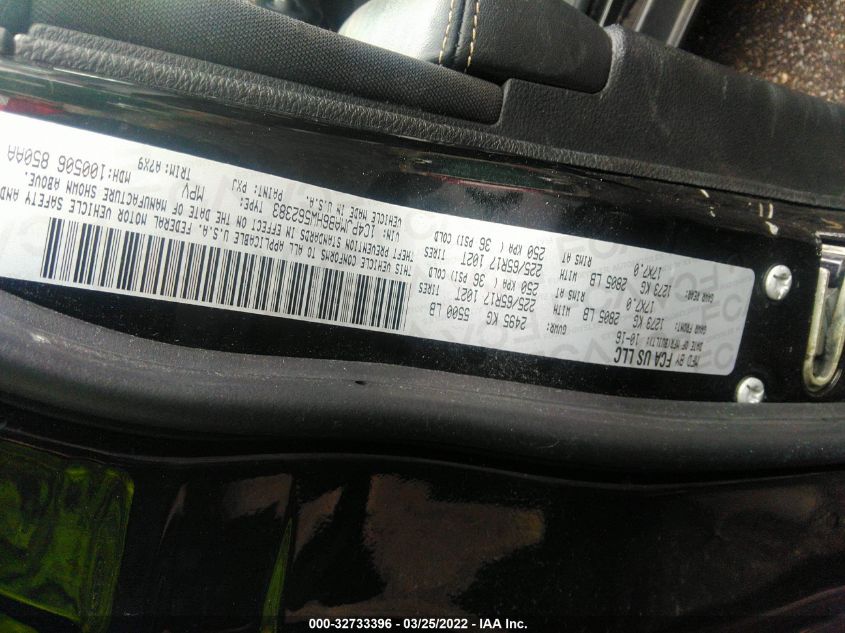 MFD BY FCA US LLC
DATE OF MFR/BUILT: 10-16
GVWR: 2495 KG 5500 LB
GAWR FRONT: 1273 KG 2805 LB WITH 225/65R17 102T TIRES
17X7.0 RIMS AT 250 KPA ( 36 PSI) COLD
GAWR REAR: 1273 KG 2805 LB WITH 225/65R17 102T TIRES
17X7.0 RIMS AT 250 KPA ( 36 PSI) COLD
THIS VEHICLE CONFORMS TO ALL APPLICABLE U.S.A. FEDERAL MOTOR VEHICLE SAFETY AND
THEFT PREVENTION STANDARDS IN EFFECT ON THE DATE OF MANUFACTURE SHOWN ABOVE.
TYPE: MPV
VEHICLE MADE IN U.S.A. PAINT: PXJ TRIM: A7X9
MDH:100506 850AA
000-32733396 - 03/25/2022 - IAA Inc.